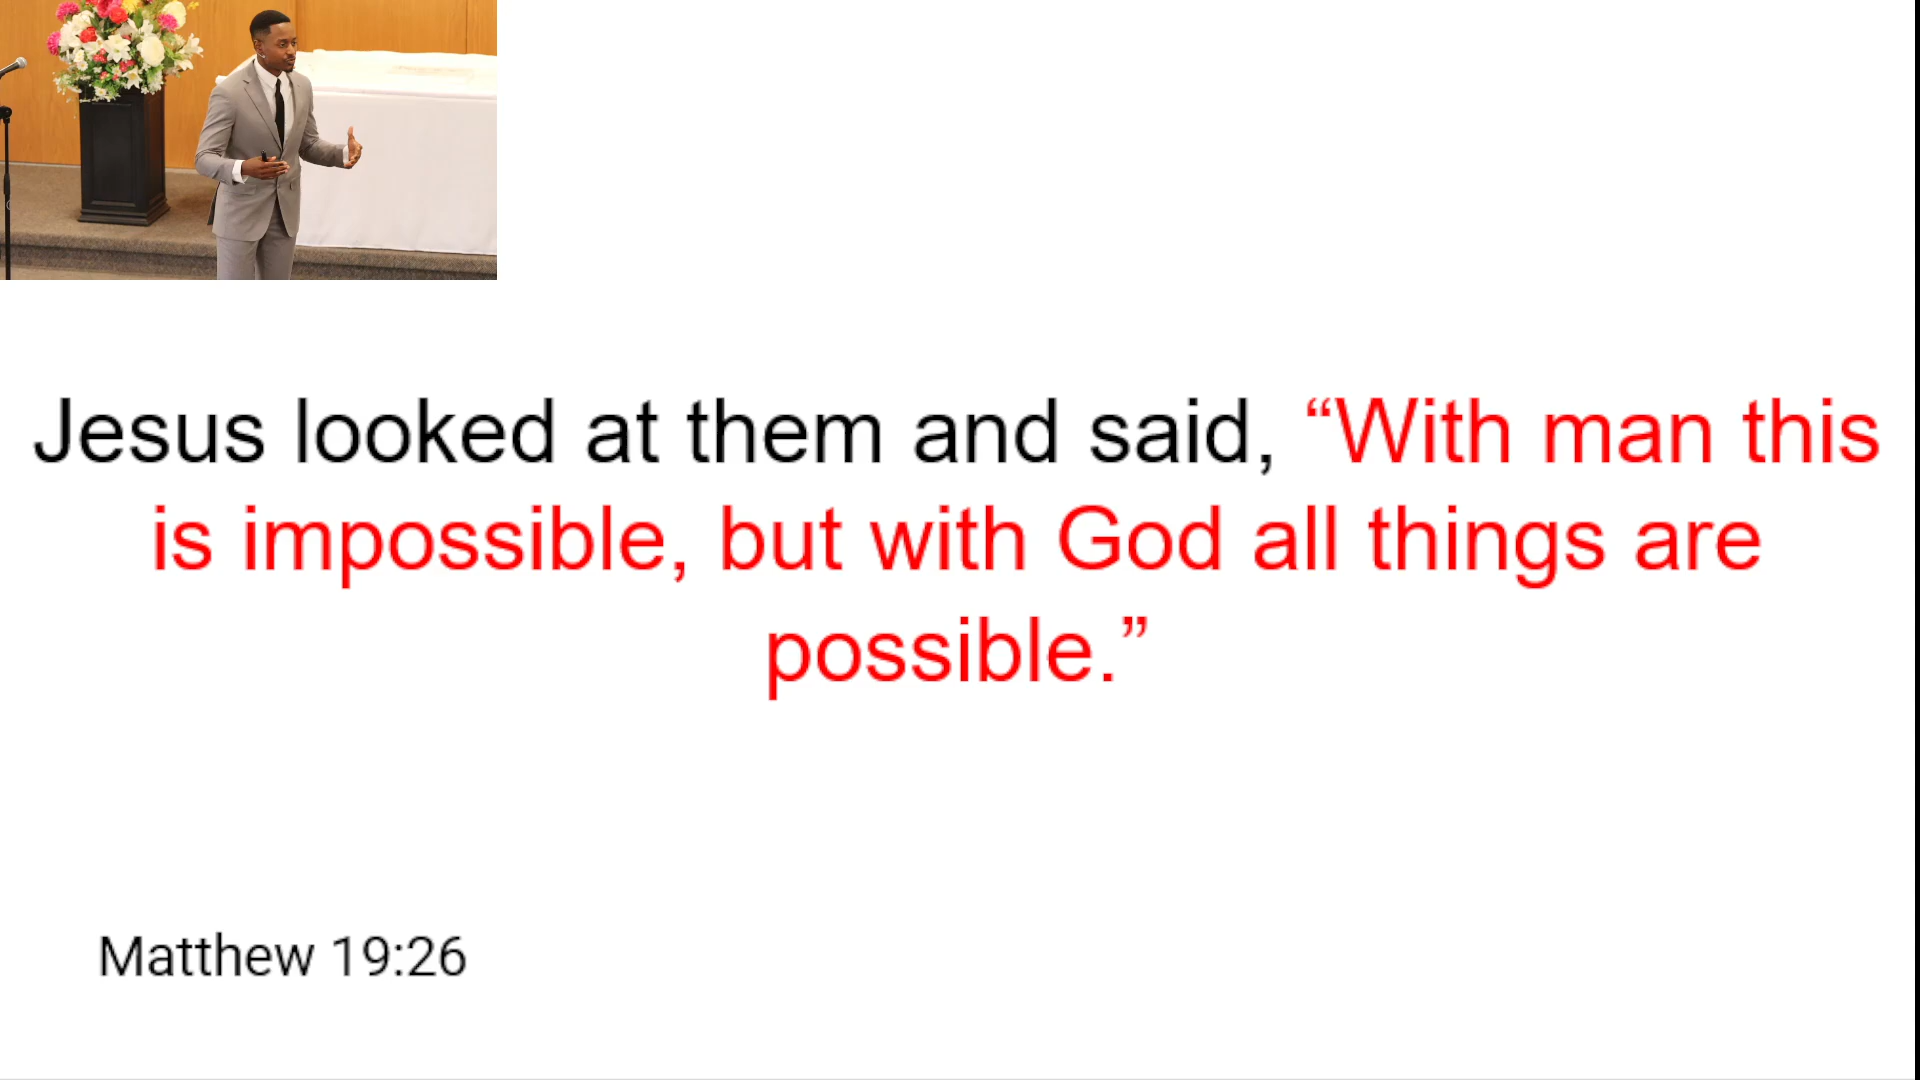 Jesus looked at them and said, “With man this
is impossible, but with God all things are
possible.”
Matthew 19:26